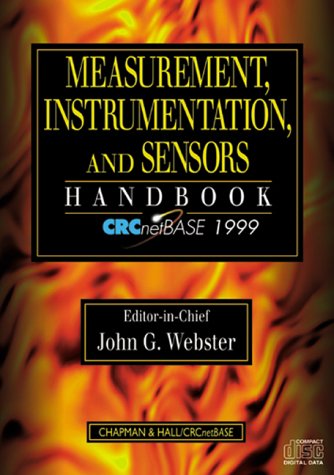 MEASUREMENT,
INSTRUMENTATION,
AND SENSORS
HANDBOOK
CRCnetBASE 1999
Editor-in-Chief
John G. Webster
CHAPMAN & HALL/CRCnetBASE
COMPACT
disc
DIGITAL DATA